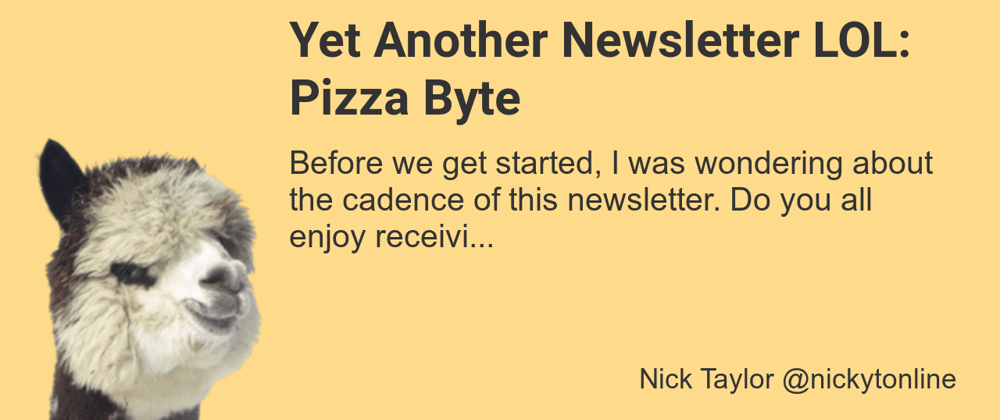 Yet Another Newsletter LOL:
Pizza Byte
Before we get started, I was wondering about
the cadence of this newsletter. Do you all
enjoy receivi...
Nick Taylor @nickytonline